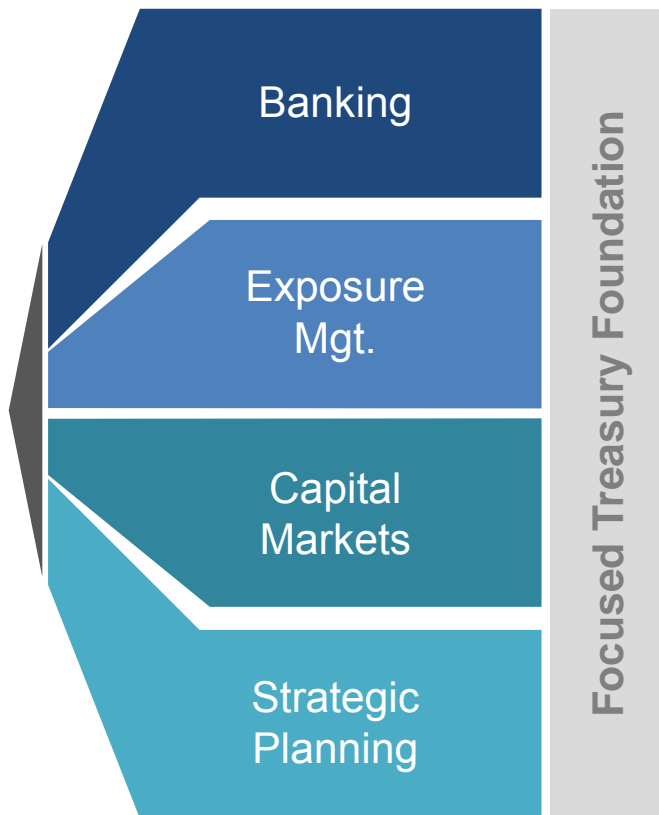 Banking
Exposure
Mgt.
Capital
Markets
Strategic
Planning
Focused Treasury Foundation